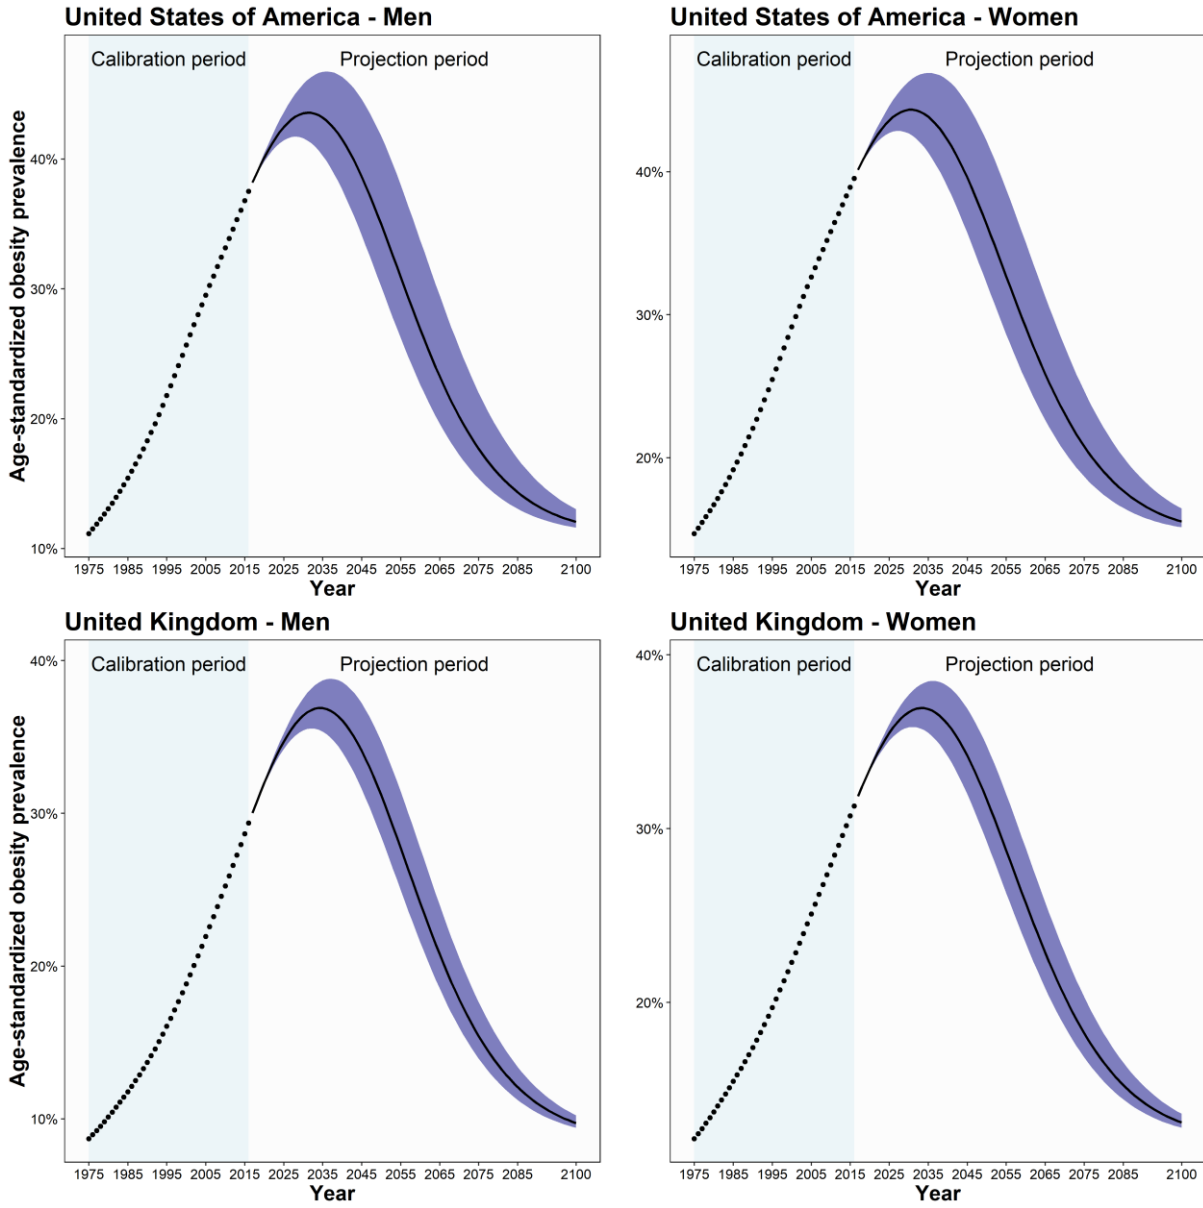 United States of America - Men
Calibration period
Projection period
Age-standardized obesity prevalence
40%
30%
20%
10%
1975 1985 1995 2005 2015 2025 2035 2045 2055 2065 2075 2085 2100
Year
United States of America - Women
Calibration period
Projection period
40%
30%
20%
1975 1985 1995 2005 2015 2025 2035 2045 2055 2065 2075 2085 2100
Year
United Kingdom - Men
Calibration period
Projection period
Age-standardized obesity prevalence
40%
30%
20%
10%
1975 1985 1995 2005 2015 2025 2035 2045 2055 2065 2075 2085 2100
Year
United Kingdom - Women
Calibration period
Projection period
40%
30%
20%
1975 1985 1995 2005 2015 2025 2035 2045 2055 2065 2075 2085 2100
Year